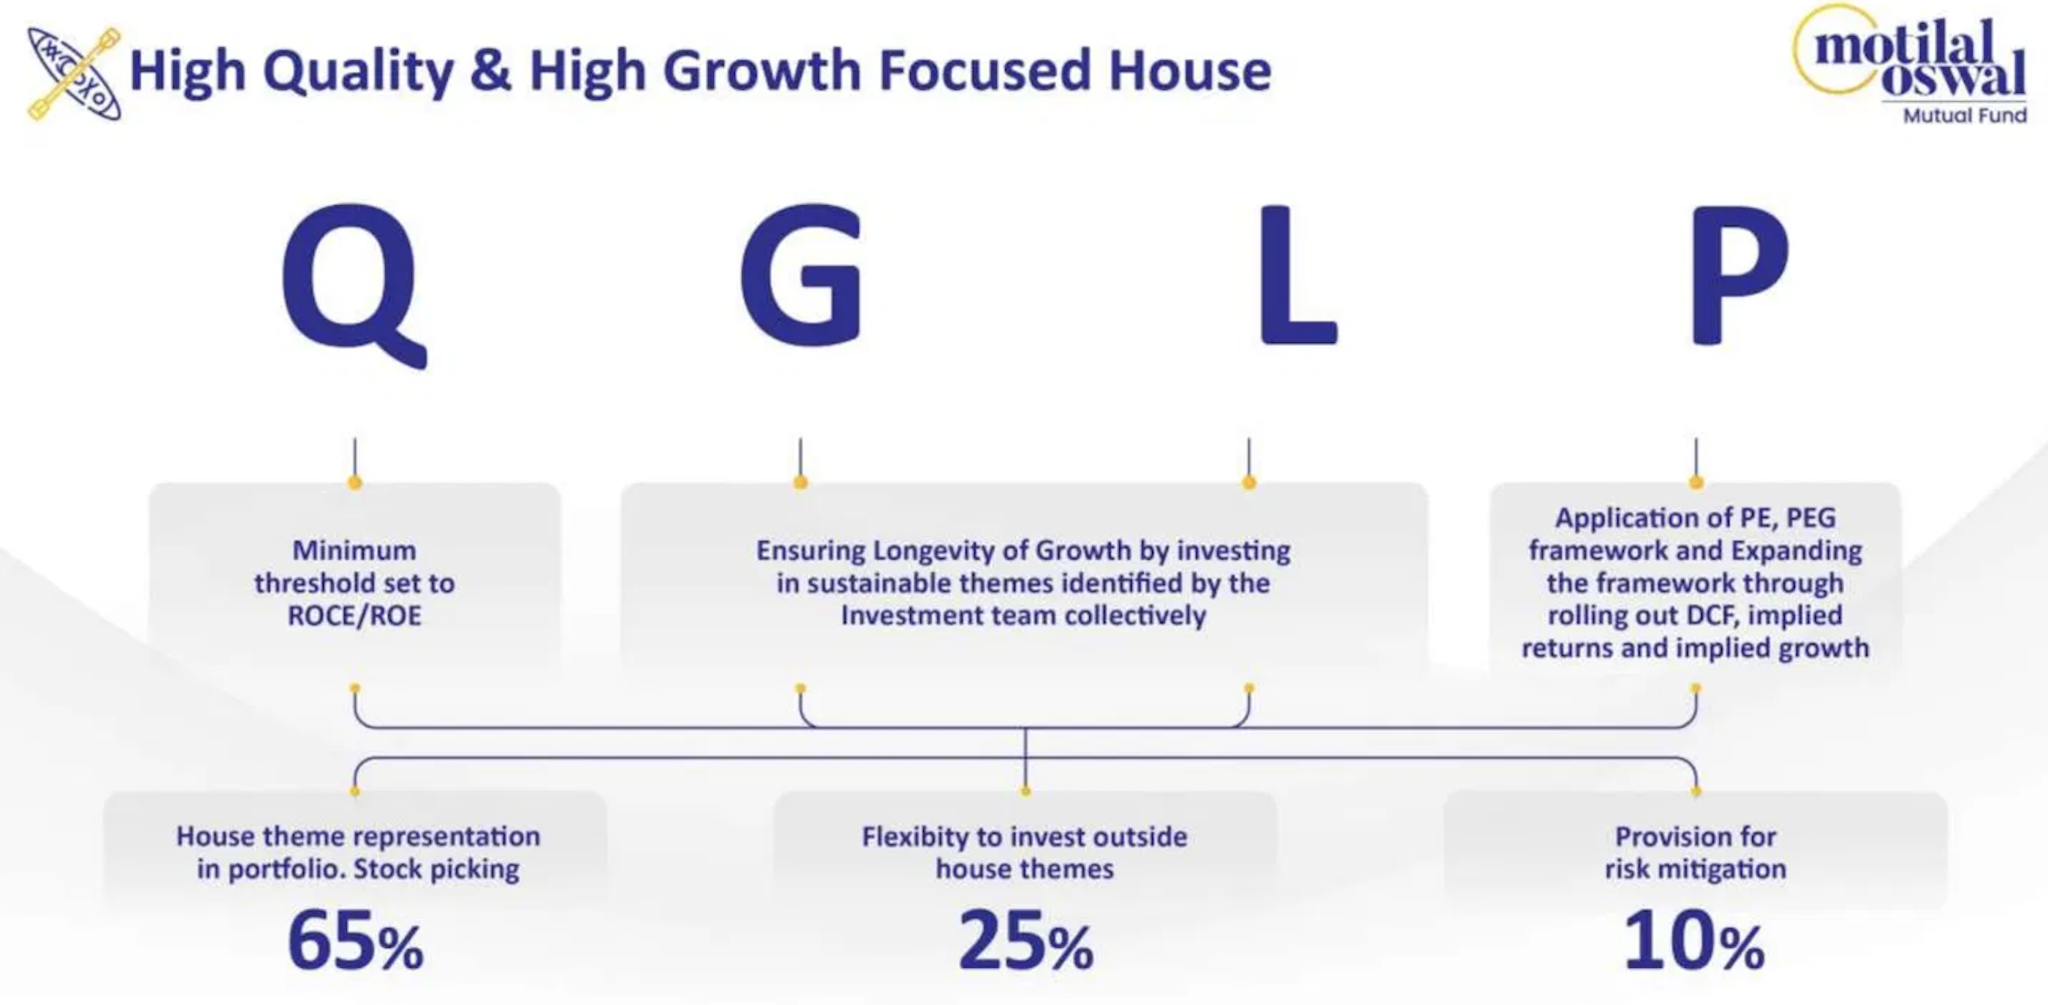 High Quality & High Growth Focused House
motilal
oswal
Mutual Fund
Q
G
L
P
Minimum
threshold set to
ROCE/ROE
Ensuring Longevity of Growth by investing
in sustainable themes identified by the
Investment team collectively
Application of PE, PEG
framework and Expanding
the framework through
rolling out DCF, implied
returns and implied growth
House theme representation
in portfolio. Stock picking
65%
Flexibity to invest outside
house themes
25%
Provision for
risk mitigation
10%